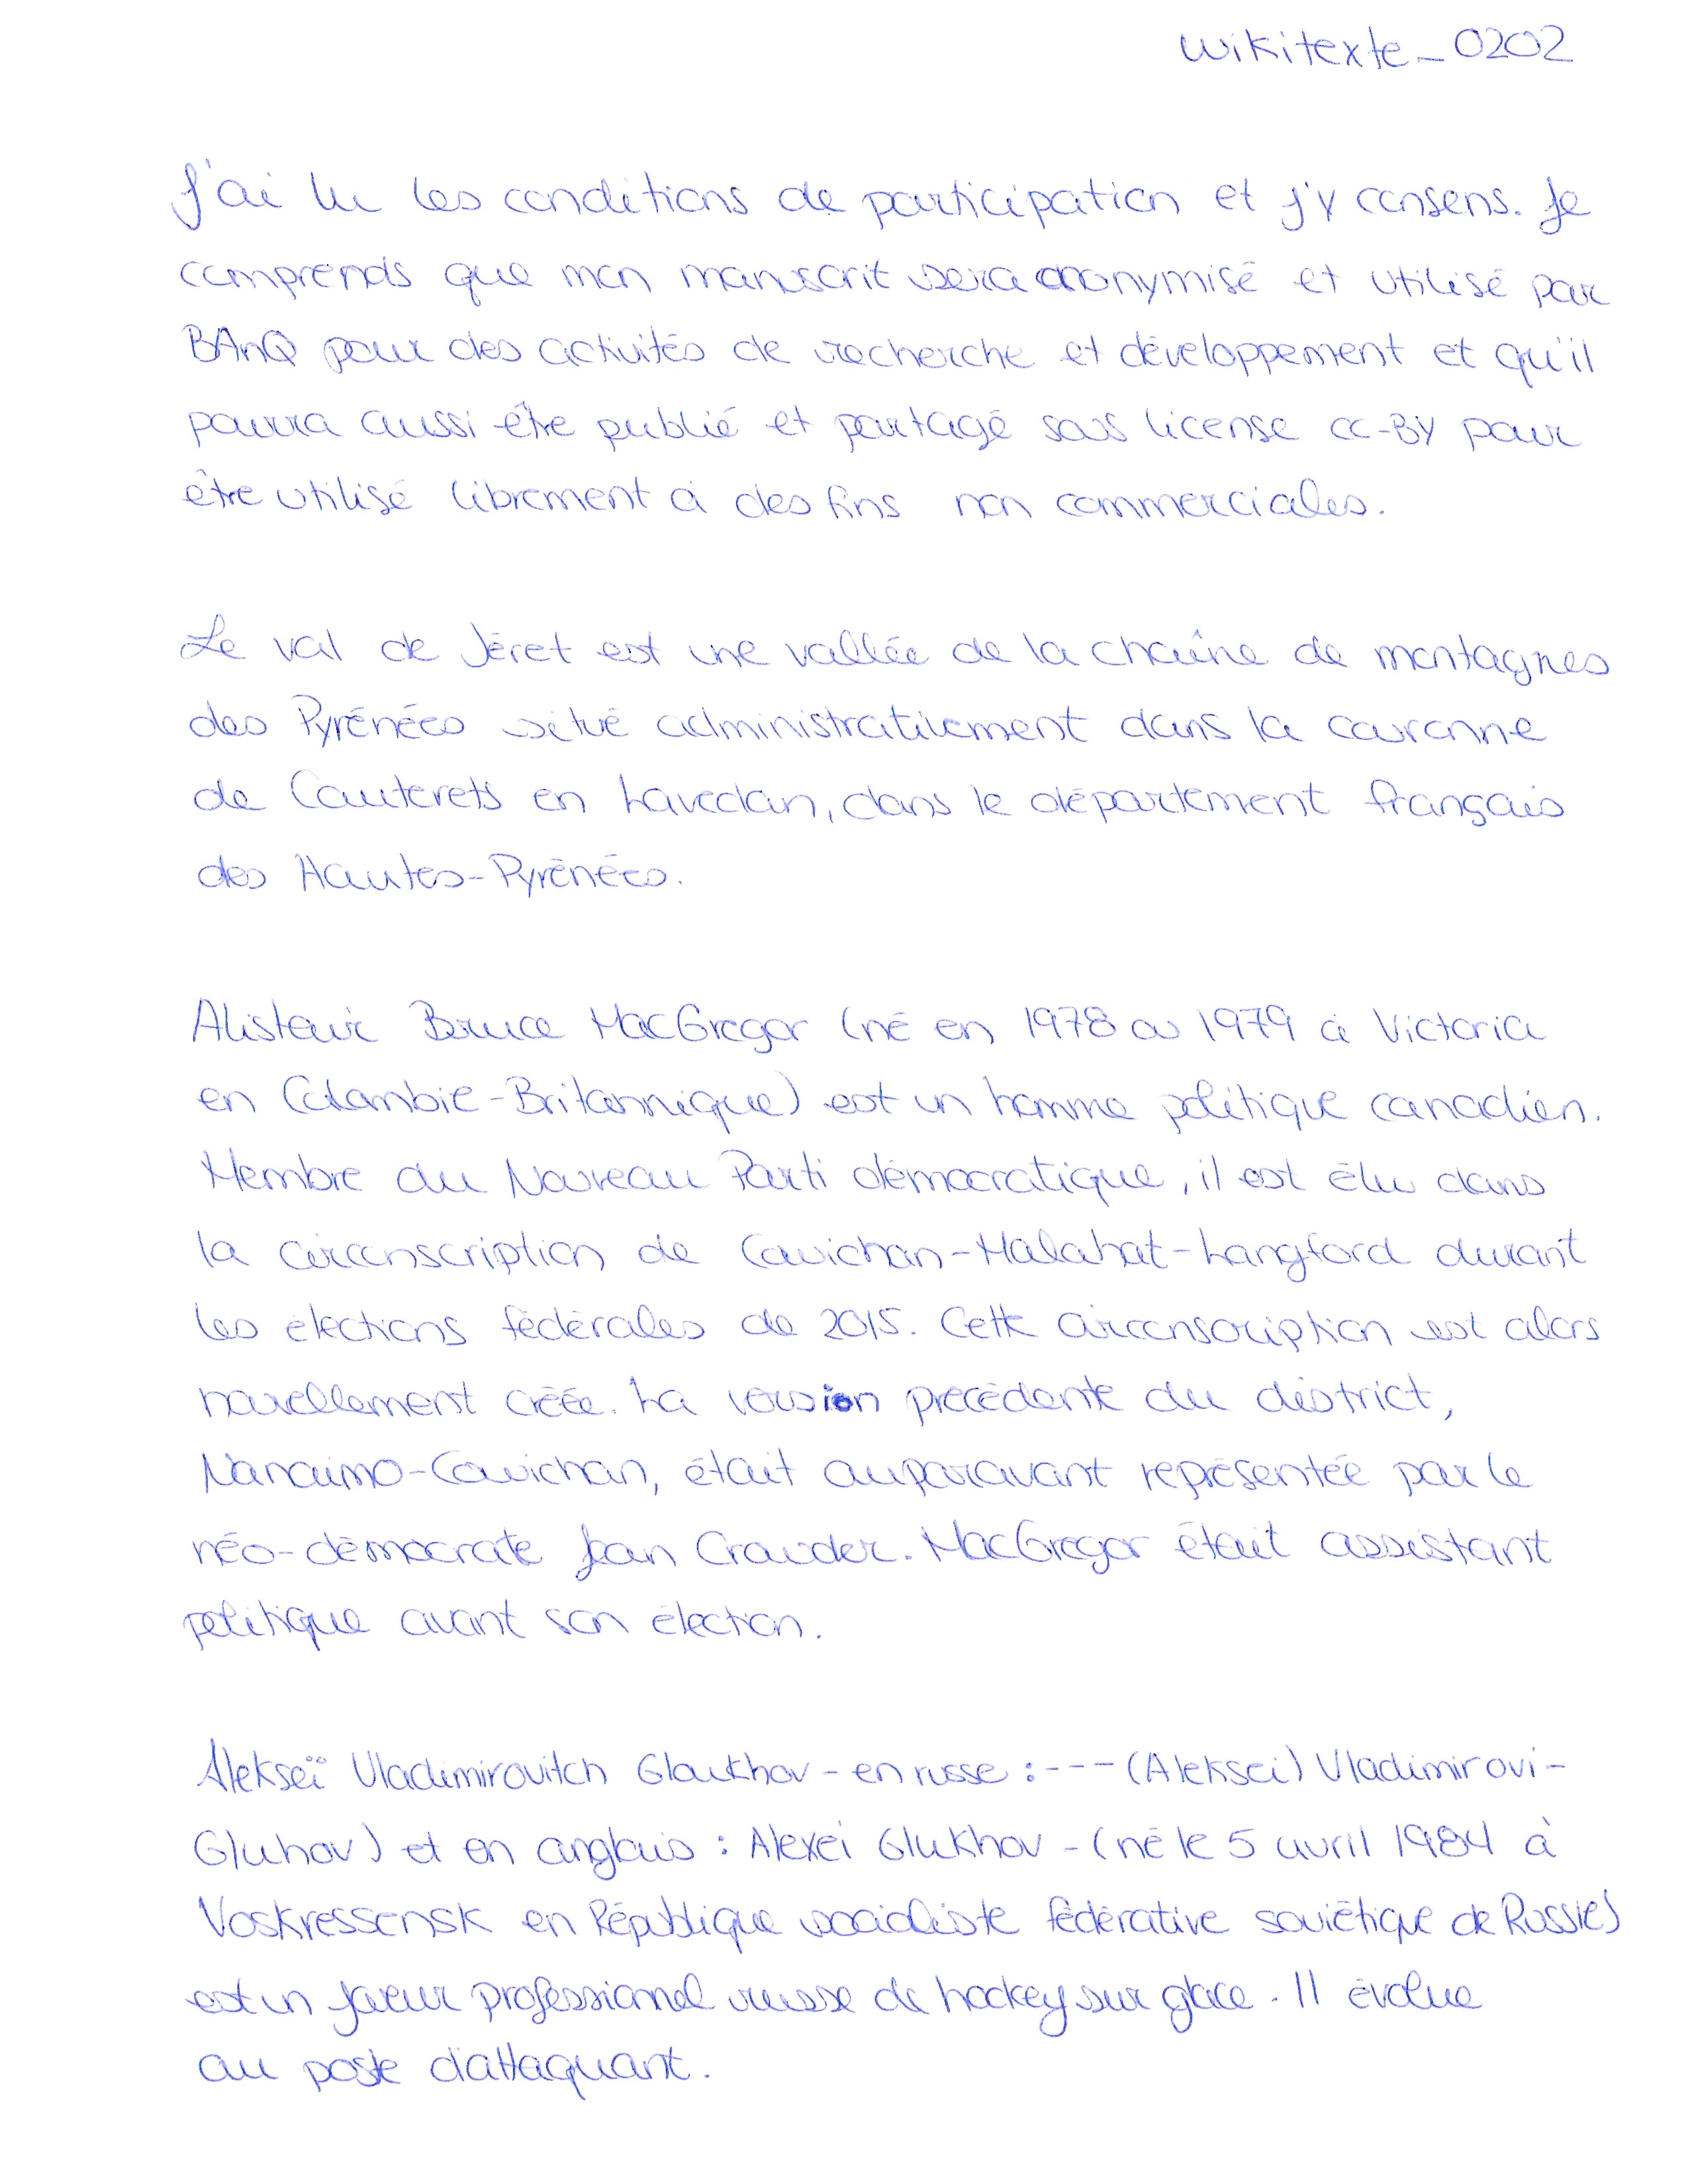 wikitexte_0202
J'ai lu les conditions de participation et j'y consens. Je
comprends que mon manuscrit sera anonymisé et utilisé par
BAnQ pour des activités de recherche et développement et qu'il
pourra aussi être publié et partagé sous license CC-BY pour
être utilisé librement à des fins non commerciales.
Le val de Jéret est une vallée de la chaîne de montagnes
des Pyrénées situé administrativement dans la couronne
de Cauterets en Lavedan, dans le département français
des Hautes-Pyrénées.
Alistair Bruce MacGregor (né en 1978 ou 1979 à Victoria
en Colombie-Britannique) est un homme politique canadien.
Membre du Nouveau Parti démocratique, il est élu dans
la circonscription de Cowichan-Malahat-Langford durant
les élections fédérales de 2015. Cette circonscription est alors
nouvellement créée. La version précédente du district,
Nanaimo-Cowichan, était auparavant représentée par le
néo-démocrate Jean Crowder. MacGregor était assistant
politique avant son élection.
Alekseï Vladimirovitch Gloukhov - en russe : --- (Aleksei) Vladimirovi-
Gluhov) et en anglais : Alexei Glukhov - (né le 5 avril 1984 à
Voskressensk en République socialiste fédérative soviétique de Russie)
est un joueur professionnel russe de hockey sur glace. Il évolue
au poste d'attaquant.